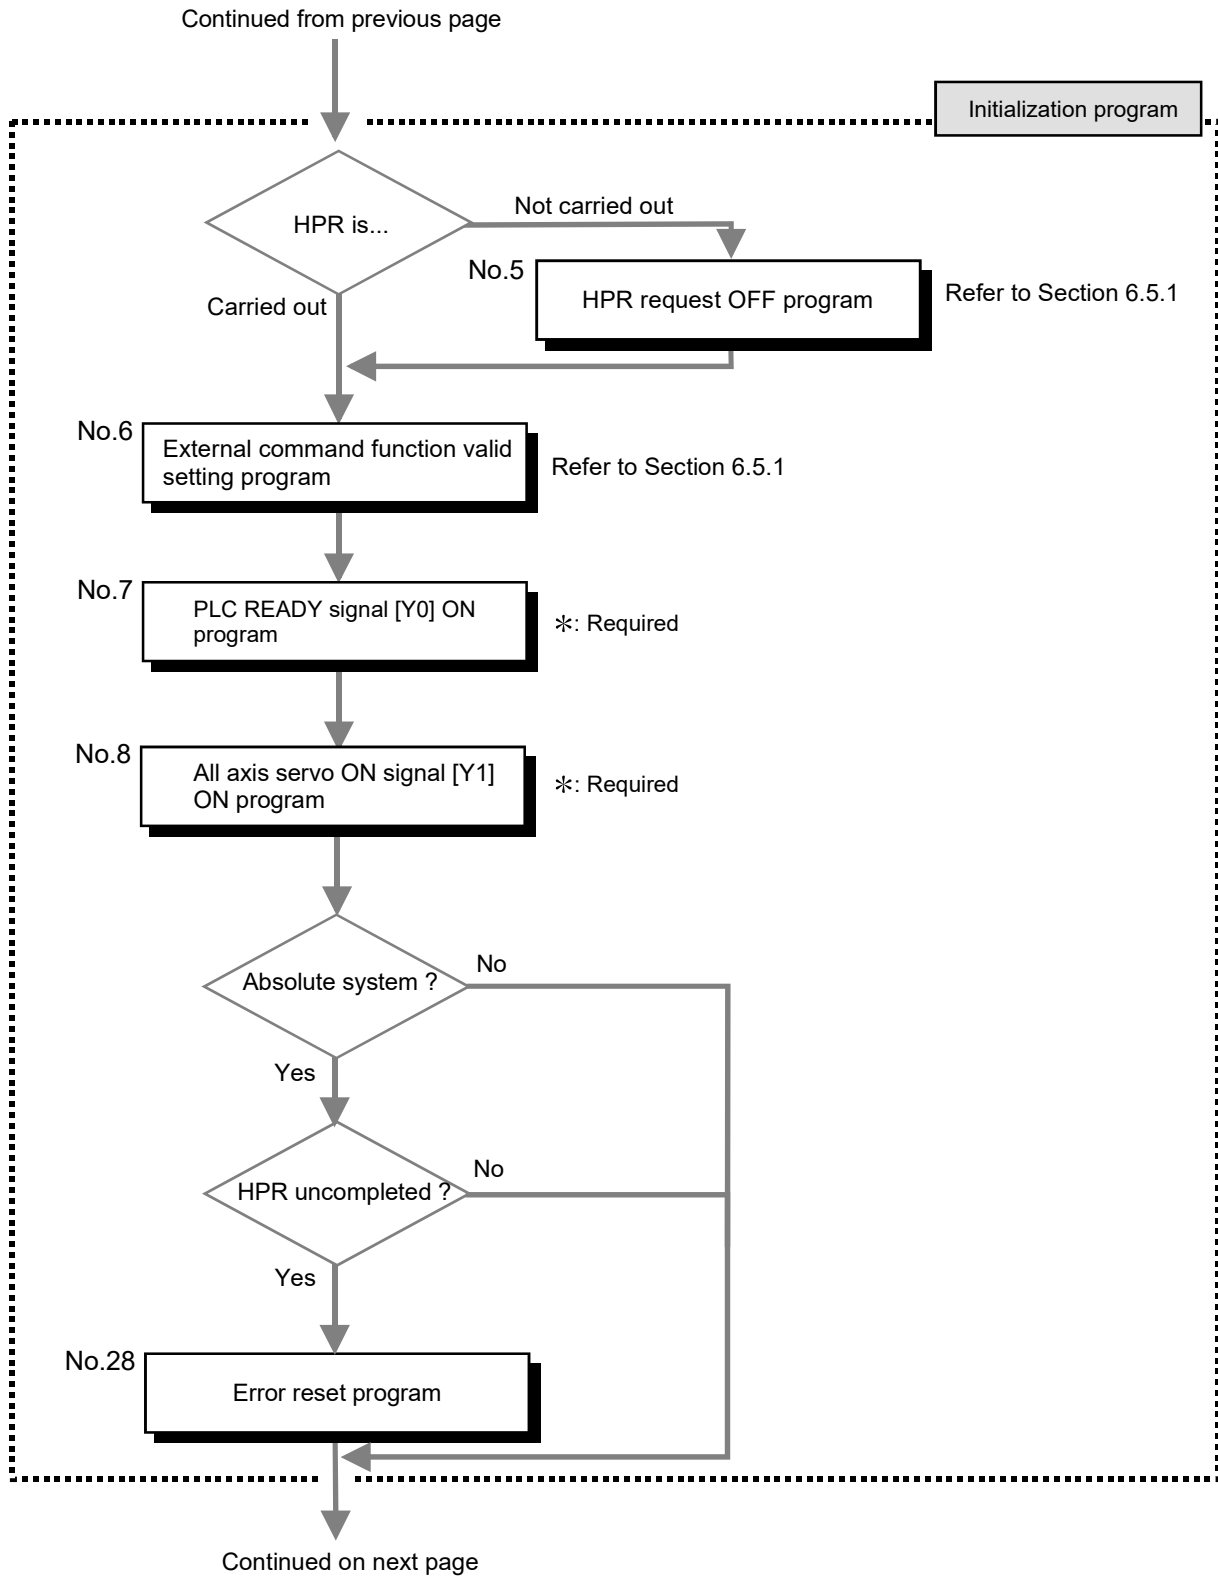 Continued from previous page
Initialization program
HPR is...
Not carried out
No.5
HPR request OFF program
Refer to Section 6.5.1
Carried out
No.6
External command function valid
setting program
Refer to Section 6.5.1
No.7
PLC READY signal [Y0] ON
program
*: Required
No.8
All axis servo ON signal [Y1]
ON program
*: Required
Absolute system ?
No
Yes
HPR uncompleted ?
No
Yes
No.28
Error reset program
Continued on next page